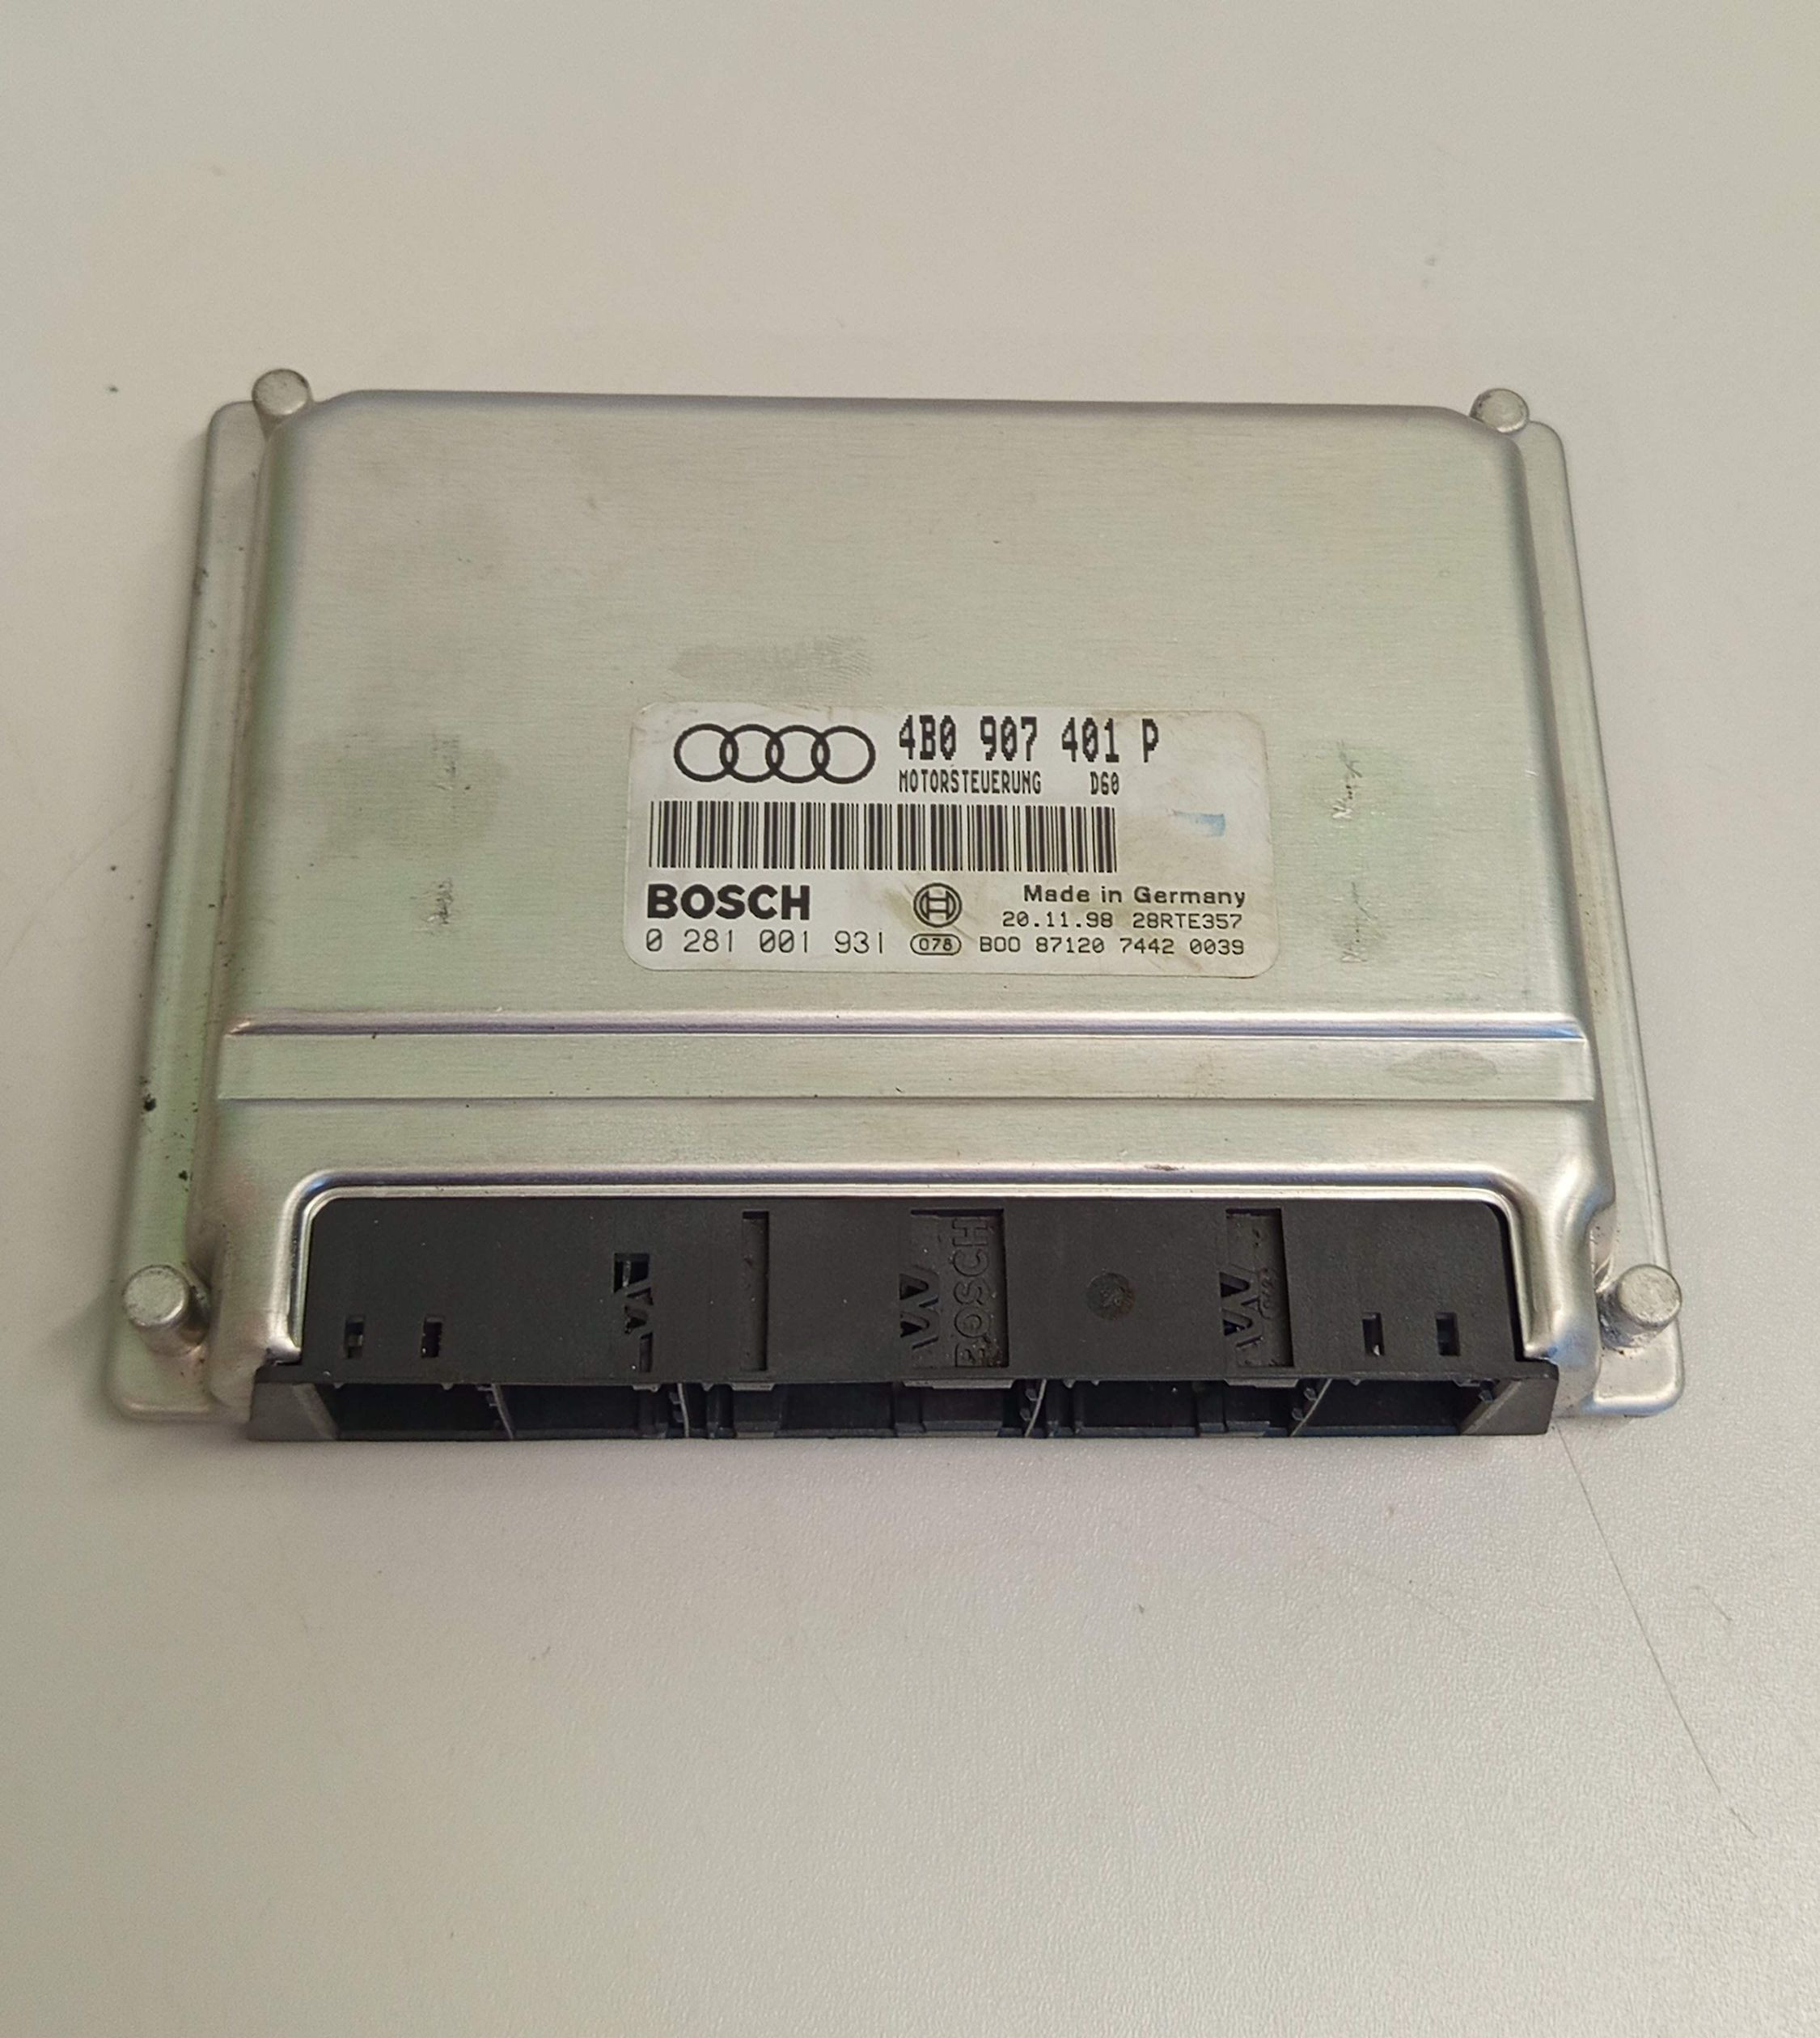 4B0 907 401 P
MOTORSTEUERUNG D60
BOSCH
Made in Germany
20.11.98 28RTE357
0 281 001 931 078 B00 87120 7442 0039
BOSCH